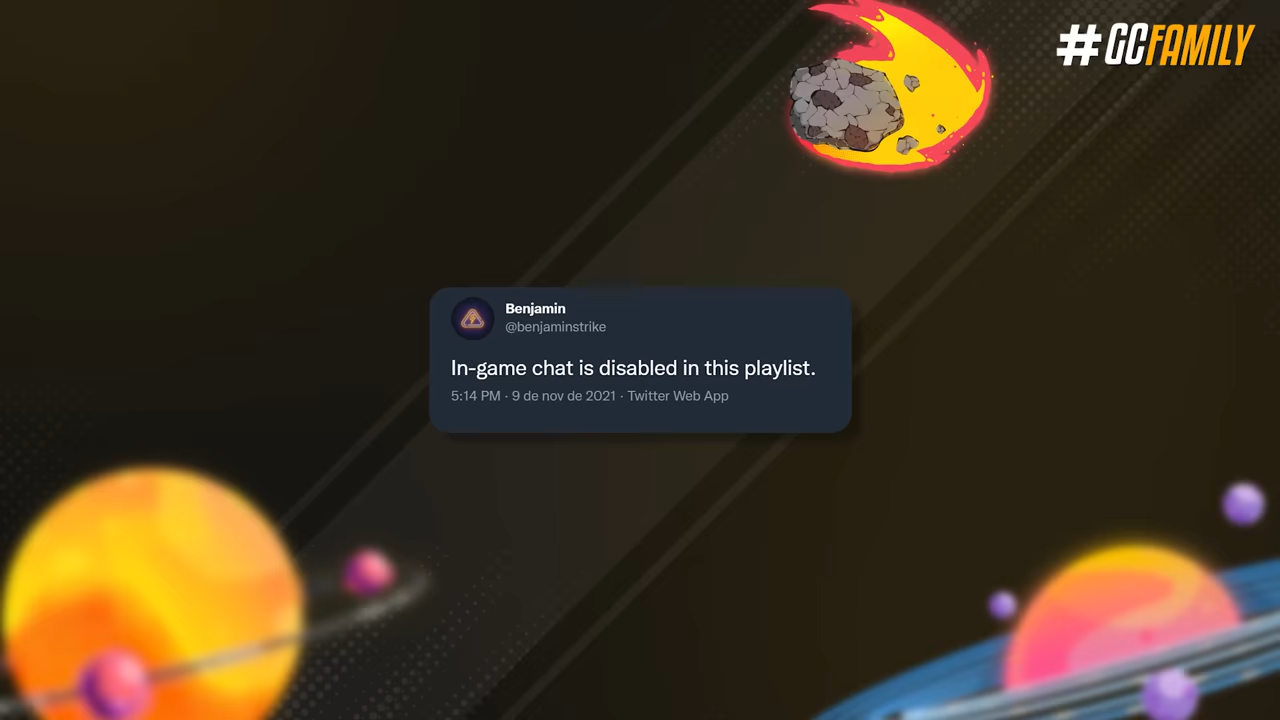 #GCFAMILY
Benjamin
@benjaminstrike
In-game chat is disabled in this playlist.
5:14 PM · 9 de nov de 2021 · Twitter Web App